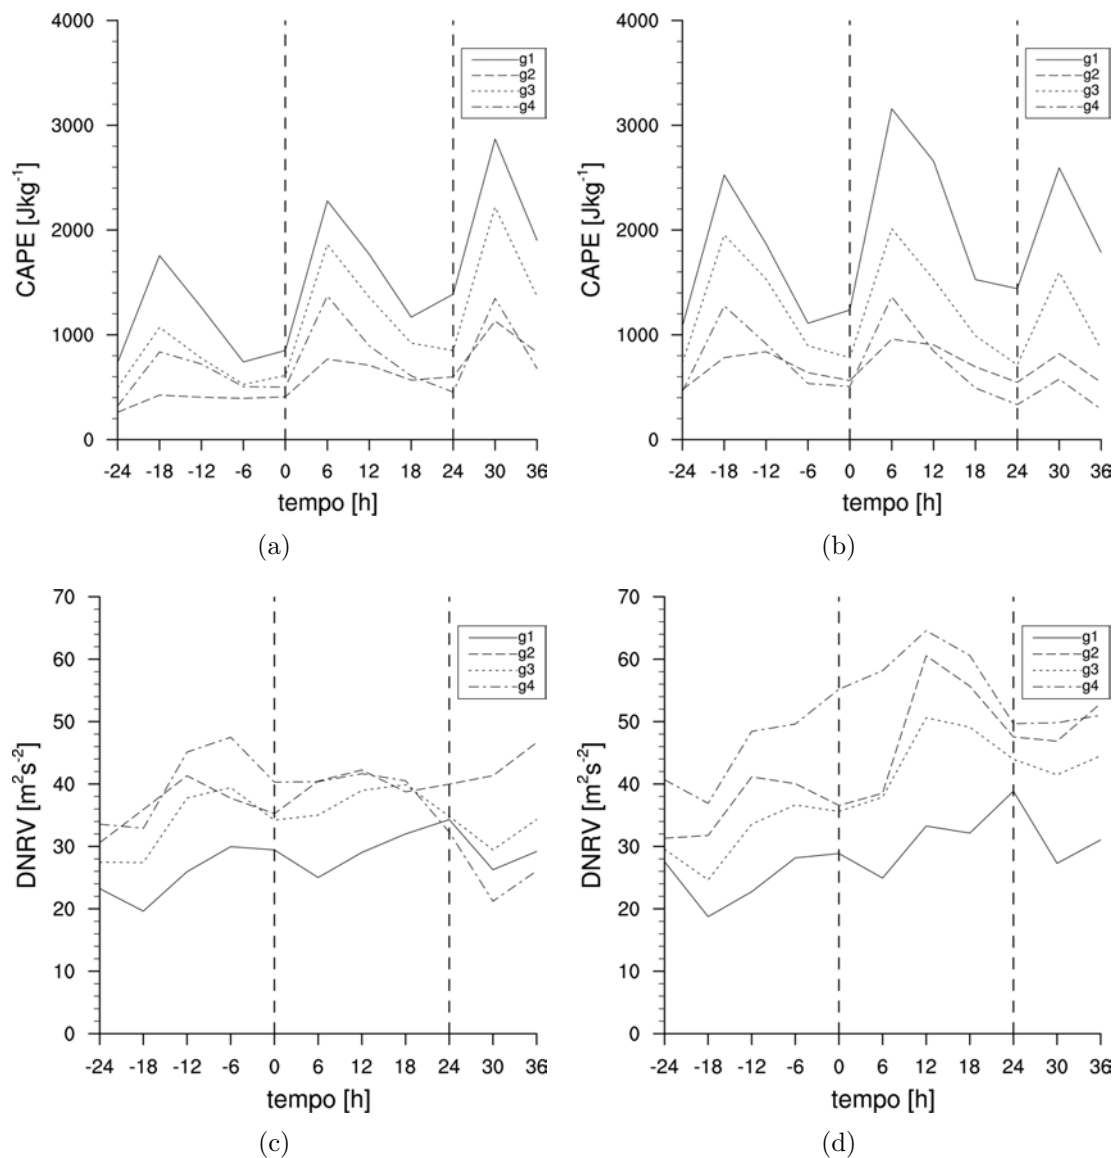 4000
3000
2000
1000
0
CAPE [Jkg⁻¹]
-24 -18 -12 -6 0 6 12 18 24 30 36
tempo [h]
g1
g2
g3
g4
(a)
4000
3000
2000
1000
0
CAPE [Jkg⁻¹]
-24 -18 -12 -6 0 6 12 18 24 30 36
tempo [h]
g1
g2
g3
g4
(b)
70
60
50
40
30
20
10
0
DNRV [m²s⁻²]
-24 -18 -12 -6 0 6 12 18 24 30 36
tempo [h]
g1
g2
g3
g4
(c)
70
60
50
40
30
20
10
0
DNRV [m²s⁻²]
-24 -18 -12 -6 0 6 12 18 24 30 36
tempo [h]
g1
g2
g3
g4
(d)